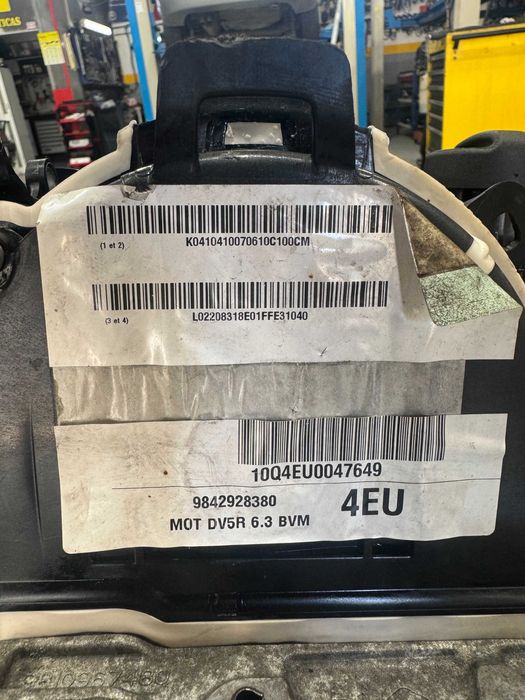 K0410410070610C100CM
(1 et 2)
L02208318E01FFE31040
(3 et 4)
10Q4EU0047649
9842928380
4EU
MOT DV5R 6.3 BVM